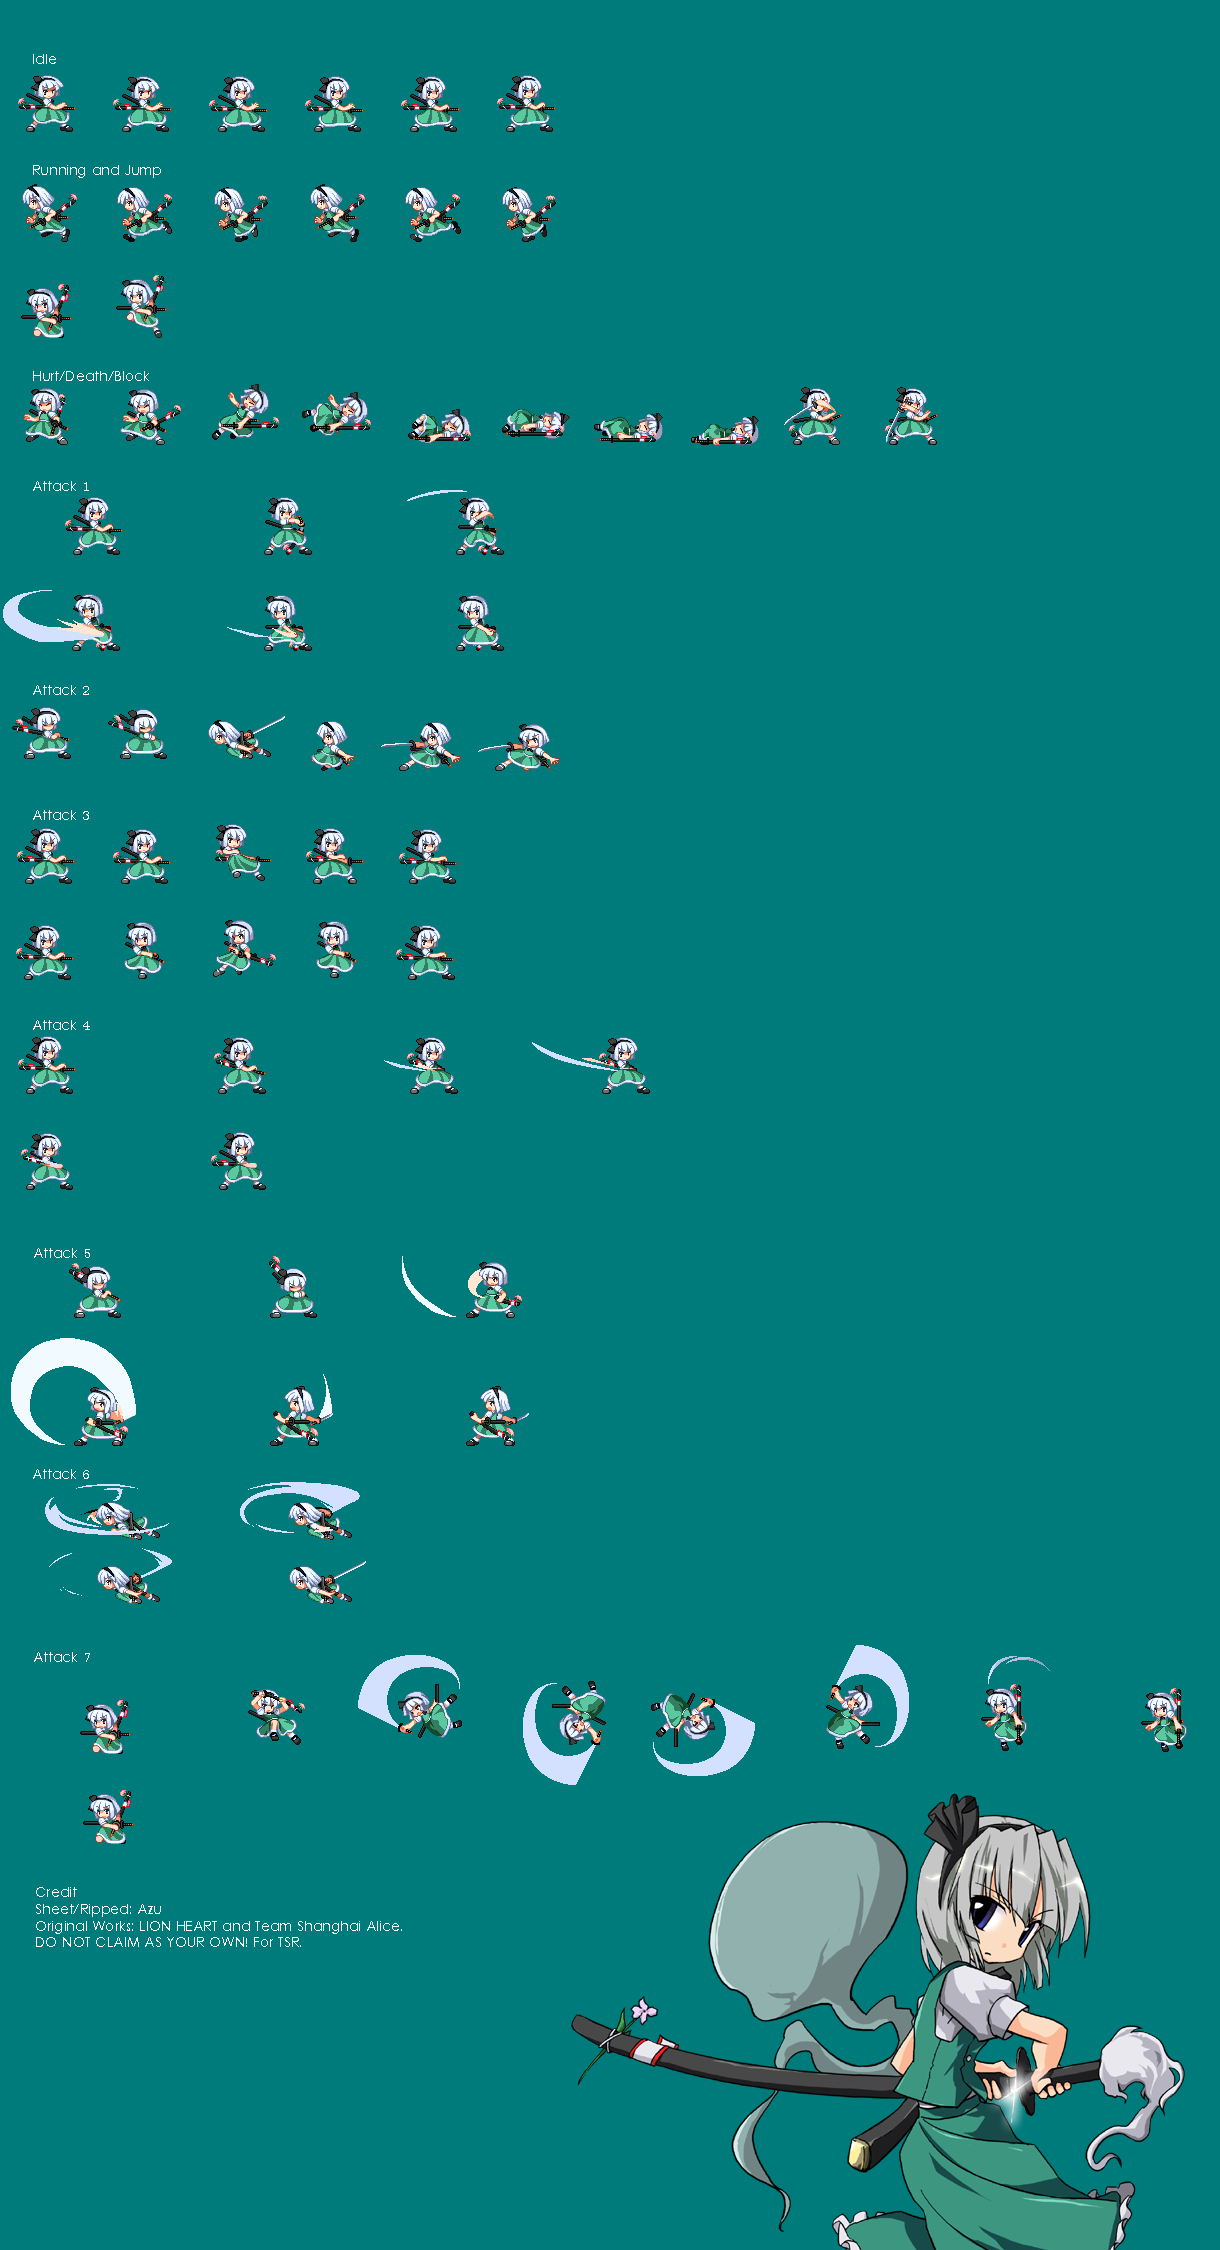 Idle
Running and Jump
Hurt/Death/Block
Attack 1
Attack 2
Attack 3
Attack 4
Attack 5
Attack 6
Attack 7
Credit
Sheet/Ripped: Azu
Original Works: LION HEART and Team Shanghai Alice.
DO NOT CLAIM AS YOUR OWN! For TSR.